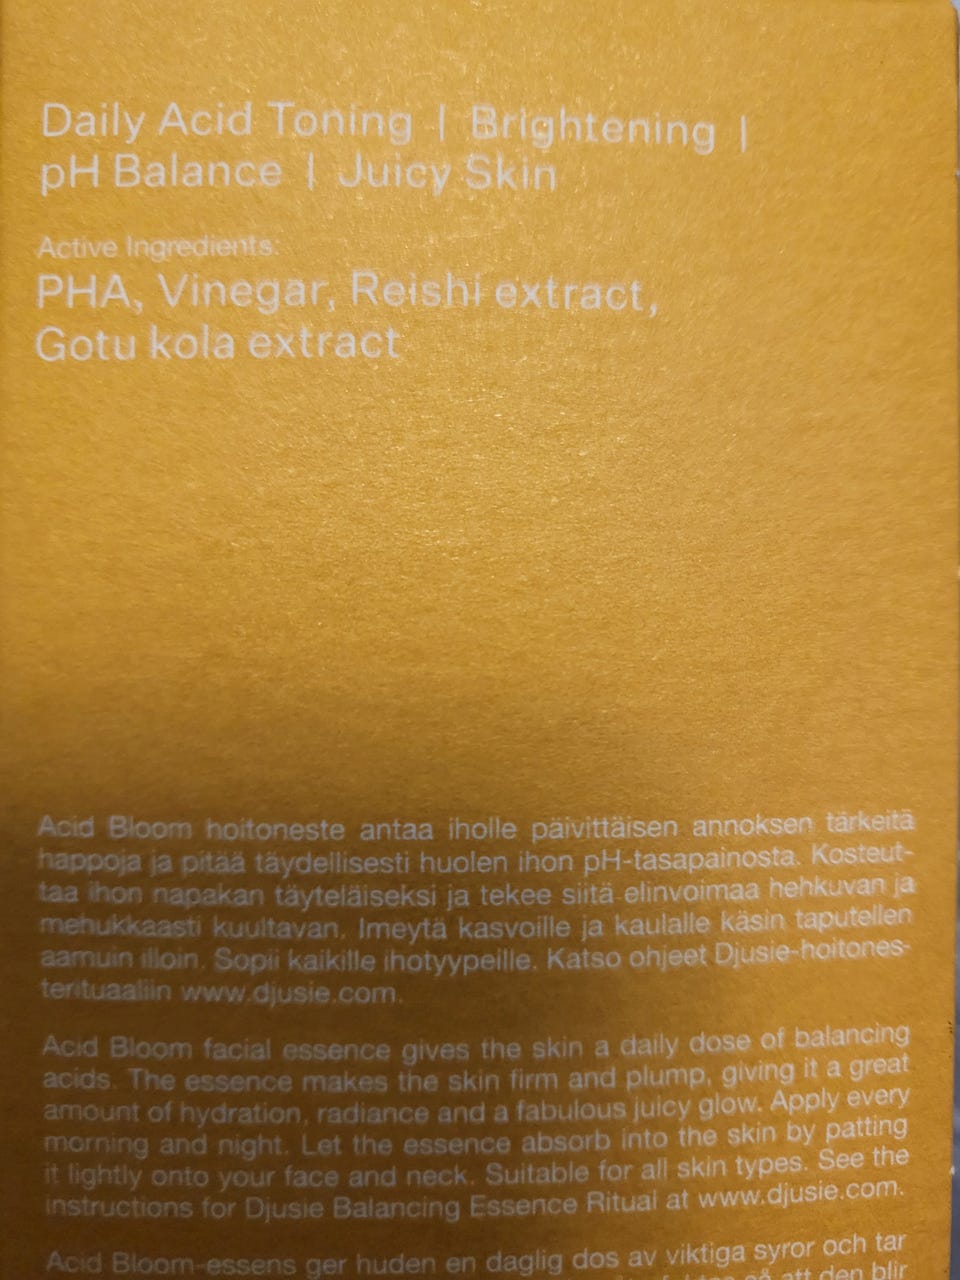 Daily Acid Toning | Brightening |
pH Balance | Juicy Skin
Active Ingredients:
PHA, Vinegar, Reishi extract,
Gotu kola extract
Acid Bloom hoitoneste antaa iholle päivittäisen annoksen tärkeitä
happoja ja pitää täydellisesti huolen ihon pH-tasapainosta. Kosteut-
taa ihon napakan täyteläiseksi ja tekee siitä elinvoimaa hehkuvan ja
mehukkaasti kuultavan. Imeytä kasvoille ja kaulalle käsin taputellen
aamuin illoin. Sopii kaikille ihotyypeille. Katso ohjeet Djusie-hoitones-
terituaaliin www.djusie.com.
Acid Bloom facial essence gives the skin a daily dose of balancing
acids. The essence makes the skin firm and plump, giving it a great
amount of hydration, radiance and a fabulous juicy glow. Apply every
morning and night. Let the essence absorb into the skin by patting
it lightly onto your face and neck. Suitable for all skin types. See the
instructions for Djusie Balancing Essence Ritual at www.djusie.com.
Acid Bloom-essens ger huden en daglig dos av viktiga syror och tar
att den blir